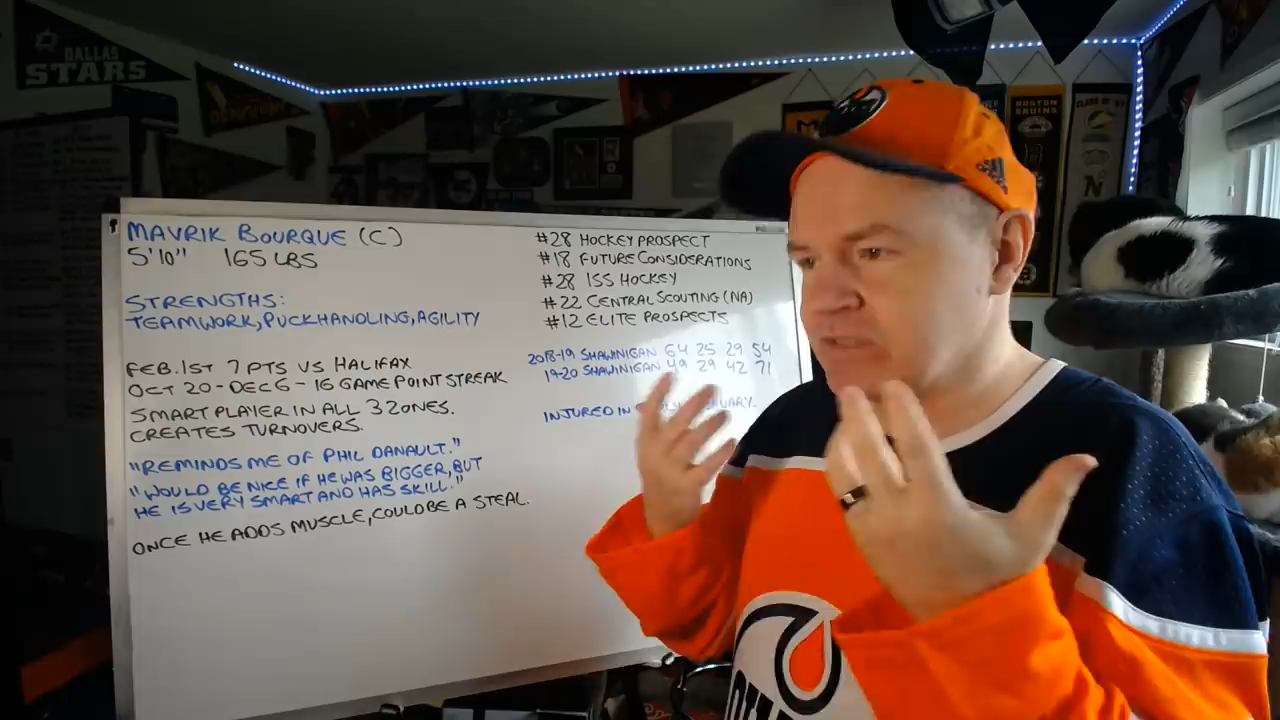 DALLAS
STARS
MAVRIK BOURQUE (C)
5'10" 165 LBS
STRENGTHS:
TEAMWORK, PUCKHANDLING, AGILITY
FEB. 1ST 7 PTS VS HALIFAX
OCT 20 - DEC 6 - 16 GAME POINT STREAK
SMART PLAYER IN ALL 3 ZONES.
CREATES TURNOVERS.
"REMINDS ME OF PHIL DANAULT."
"WOULD BE NICE IF HE WAS BIGGER, BUT
HE IS VERY SMART AND HAS SKILL."
ONCE HE ADDS MUSCLE, COULD BE A STEAL.
#28 HOCKEY PROSPECT
#18 FUTURE CONSIDERATIONS
#28 ISS HOCKEY
#22 CENTRAL SCOUTING (NA)
#12 ELITE PROSPECTS
2018-19 SHAWINIGAN 64 25 29 54
19-20 SHAWINIGAN 49 29 42 71
INJURED IN
BOSTON
BRUINS